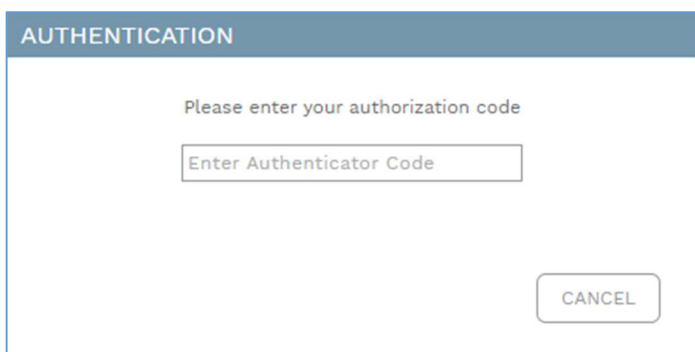 AUTHENTICATION
Please enter your authorization code
Enter Authenticator Code
CANCEL